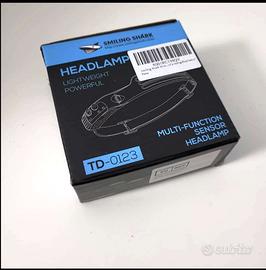 SMILING SHARK
HEADLAMP
LIGHTWEIGHT
POWERFUL
MULTI-FUNCTION
SENSOR
HEADLAMP
TD-0123
subito